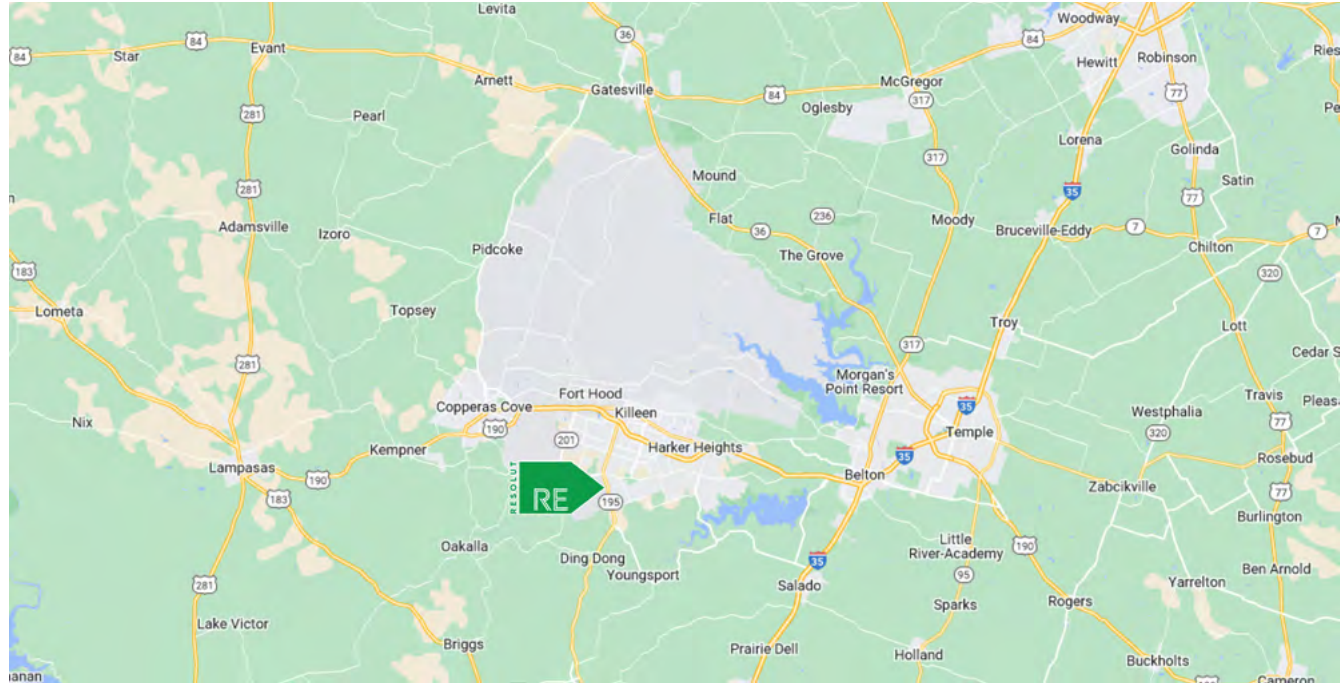 Levita
Woodway
84
84
Star
Evant
36
84
Robinson
Hewitt
84
Arnett
Gatesville
McGregor
84
317
77
281
Pearl
Oglesby
Lorena
Golinda
317
Mound
Satin
281
35
77
Adamsville
Izoro
Flat
236
Moody
36
Bruceville-Eddy
7
7
Pidcoke
The Grove
Chilton
183
320
Lometa
Topsey
Troy
Lott
317
281
Cedar S
Morgan's
Point Resort
Fort Hood
Copperas Cove
Killeen
35
Travis
Westphalia
Nix
190
201
Temple
320
77
Kempner
Harker Heights
35
Rosebud
Lampasas
Belton
190
RESOLUT
RE
Zabcikville
77
183
195
Burlington
Oakalla
Little
River-Academy
190
Ding Dong
35
Ben Arnold
Youngsport
95
281
Salado
Yarrelton
Sparks
Rogers
Lake Victor
Briggs
Prairie Dell
Holland
Buckholts
Cameron